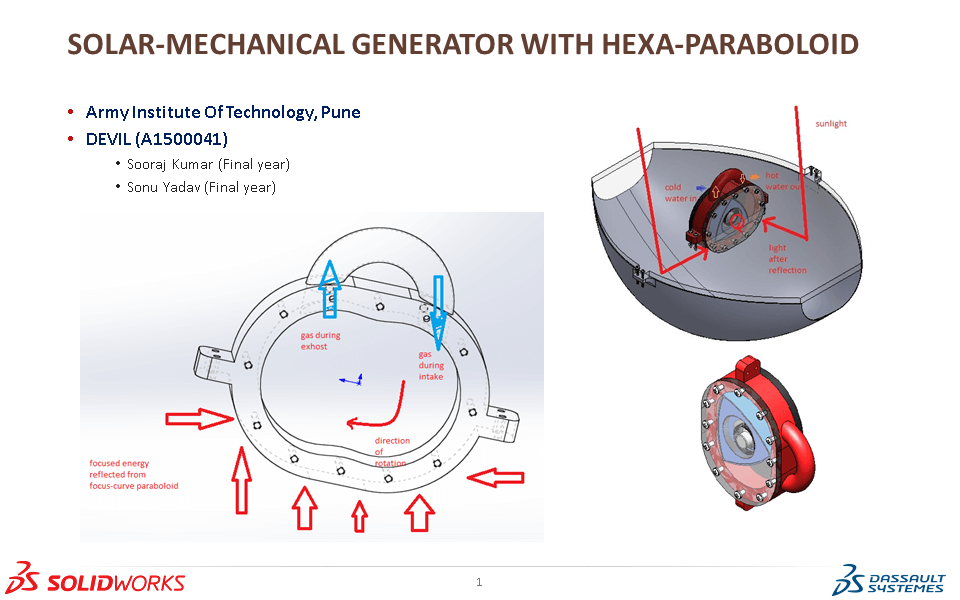 SOLAR-MECHANICAL GENERATOR WITH HEXA-PARABOLOID
• Army Institute Of Technology, Pune
• DEVIL (A1500041)
• Sooraj Kumar (Final year)
• Sonu Yadav (Final year)
gas during
exhost
gas
during
intake
direction
of
rotation
focused energy
reflected from
focus-curve paraboloid
sunlight
cold
water in
hot
water out
light
after
reflection
SOLIDWORKS
1
DASSAULT
SYSTEMES